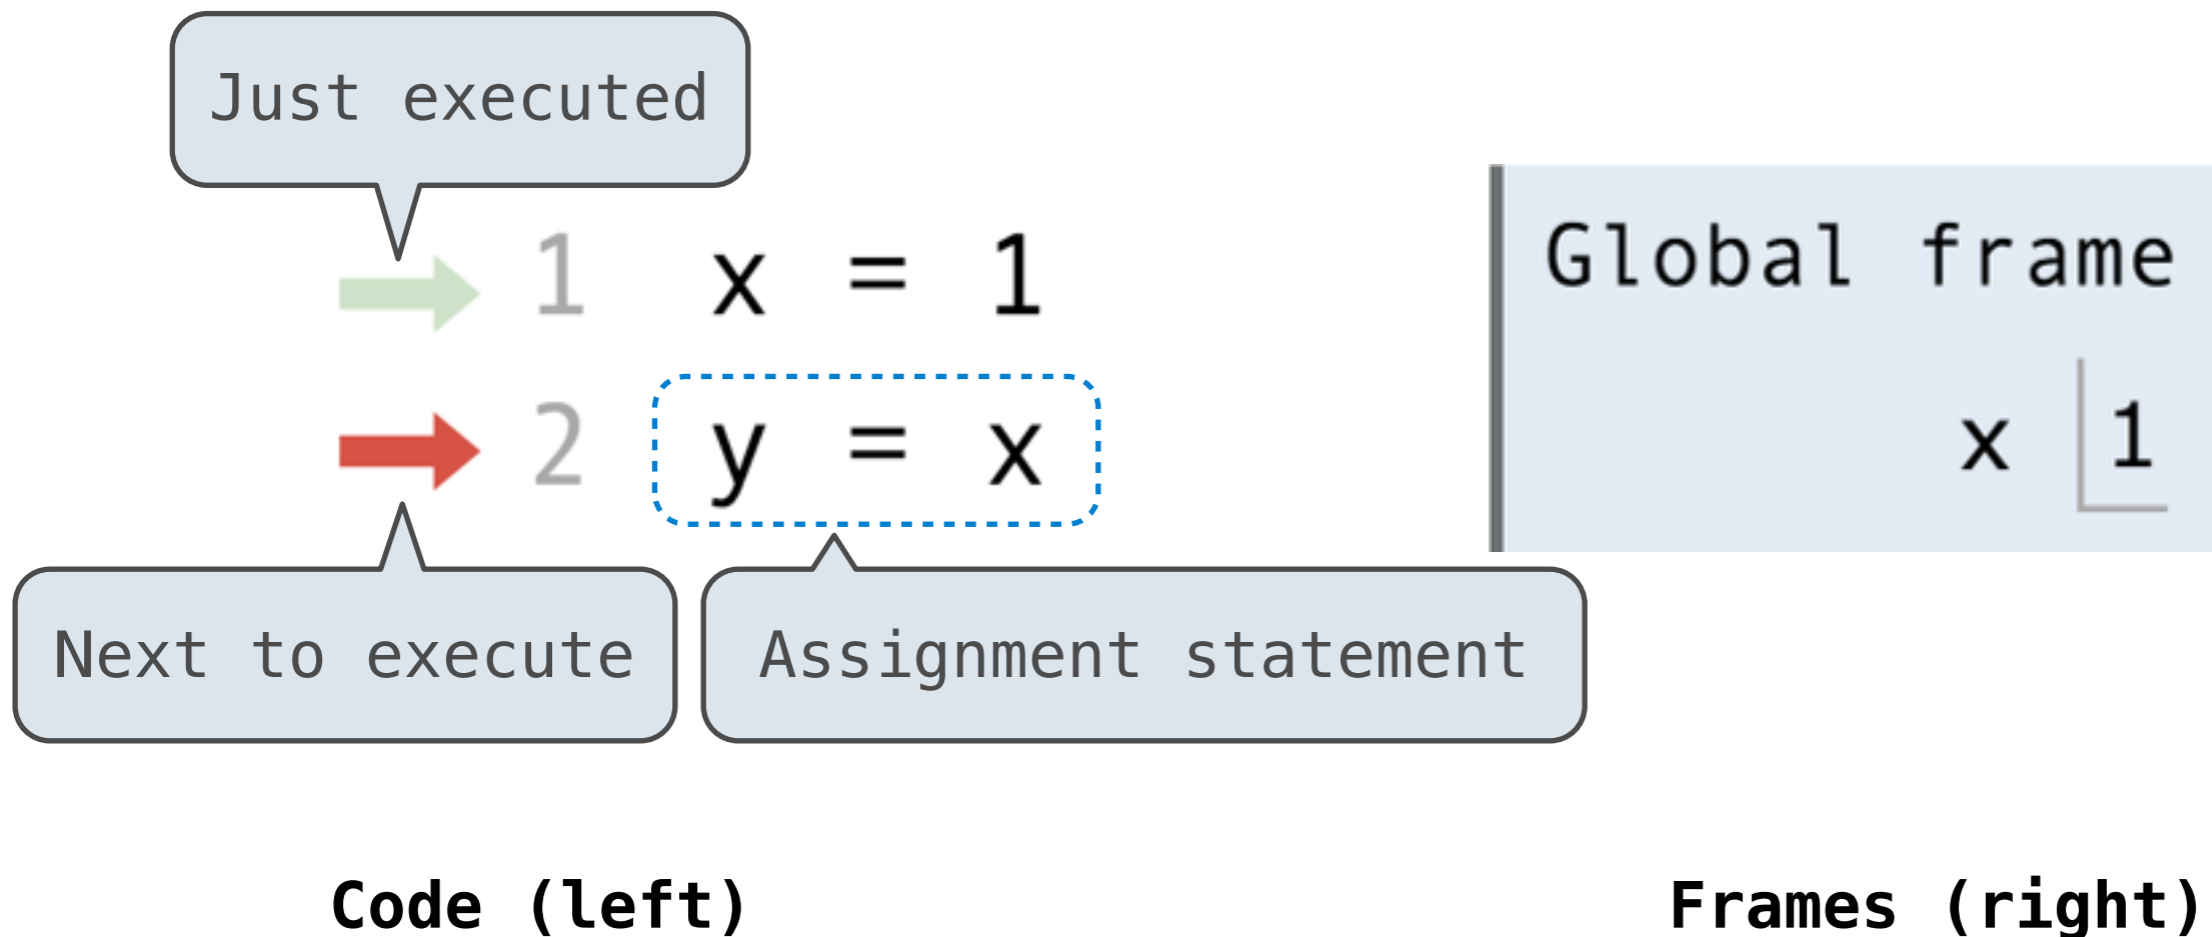 Just executed
1 x = 1
2 y = x
Next to execute
Assignment statement
Code (left)
Global frame
x 1
Frames (right)